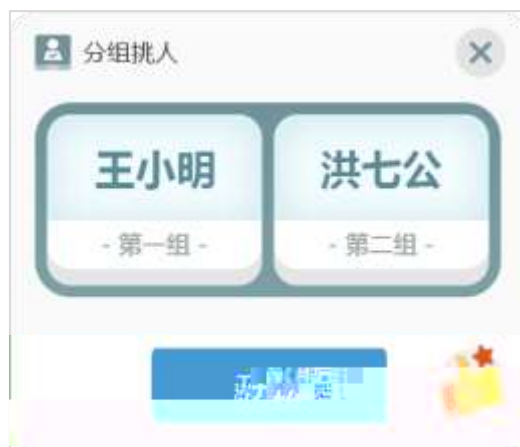 分组挑人
王小明
洪七公
- 第一组 -
- 第二组 -